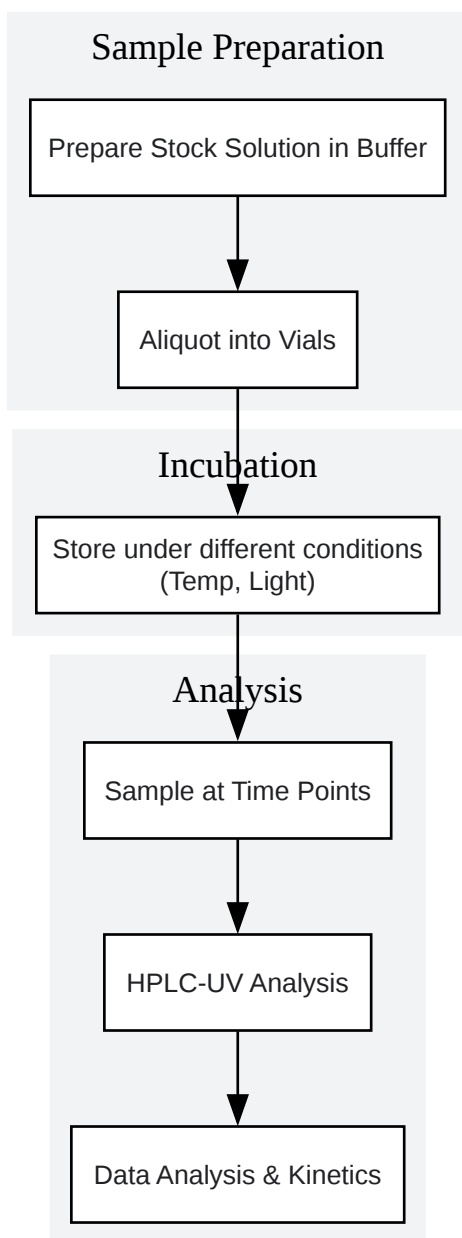 Sample Preparation
Prepare Stock Solution in Buffer
Aliquot into Vials
Incubation
Store under different conditions
(Temp, Light)
Analysis
Sample at Time Points
HPLC-UV Analysis
Data Analysis & Kinetics